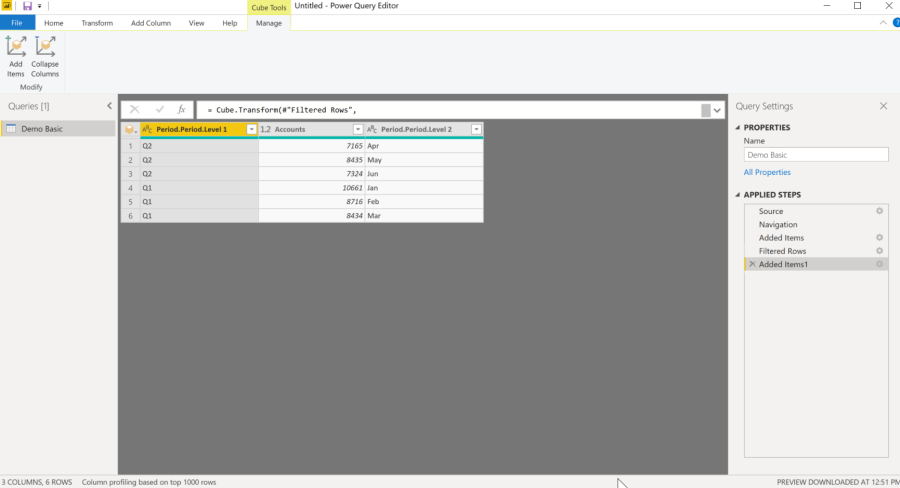 Cube Tools
Untitled - Power Query Editor
File Home Transform Add Column View Help Manage
Add Items
Collapse Columns
Modify
Queries [1]
fx = Cube.Transform(#"Filtered Rows",
Query Settings
Demo Basic
ABC Period.Period.Level 1 1.2 Accounts ABC Period.Period.Level 2
1 Q2 7165 Apr
2 Q2 8435 May
3 Q2 7324 Jun
4 Q1 10661 Jan
5 Q1 8716 Feb
6 Q1 8434 Mar
PROPERTIES
Name
Demo Basic
All Properties
APPLIED STEPS
Source
Navigation
Added Items
Filtered Rows
Added Items1
3 COLUMNS, 6 ROWS Column profiling based on top 1000 rows PREVIEW DOWNLOADED AT 12:51 PM